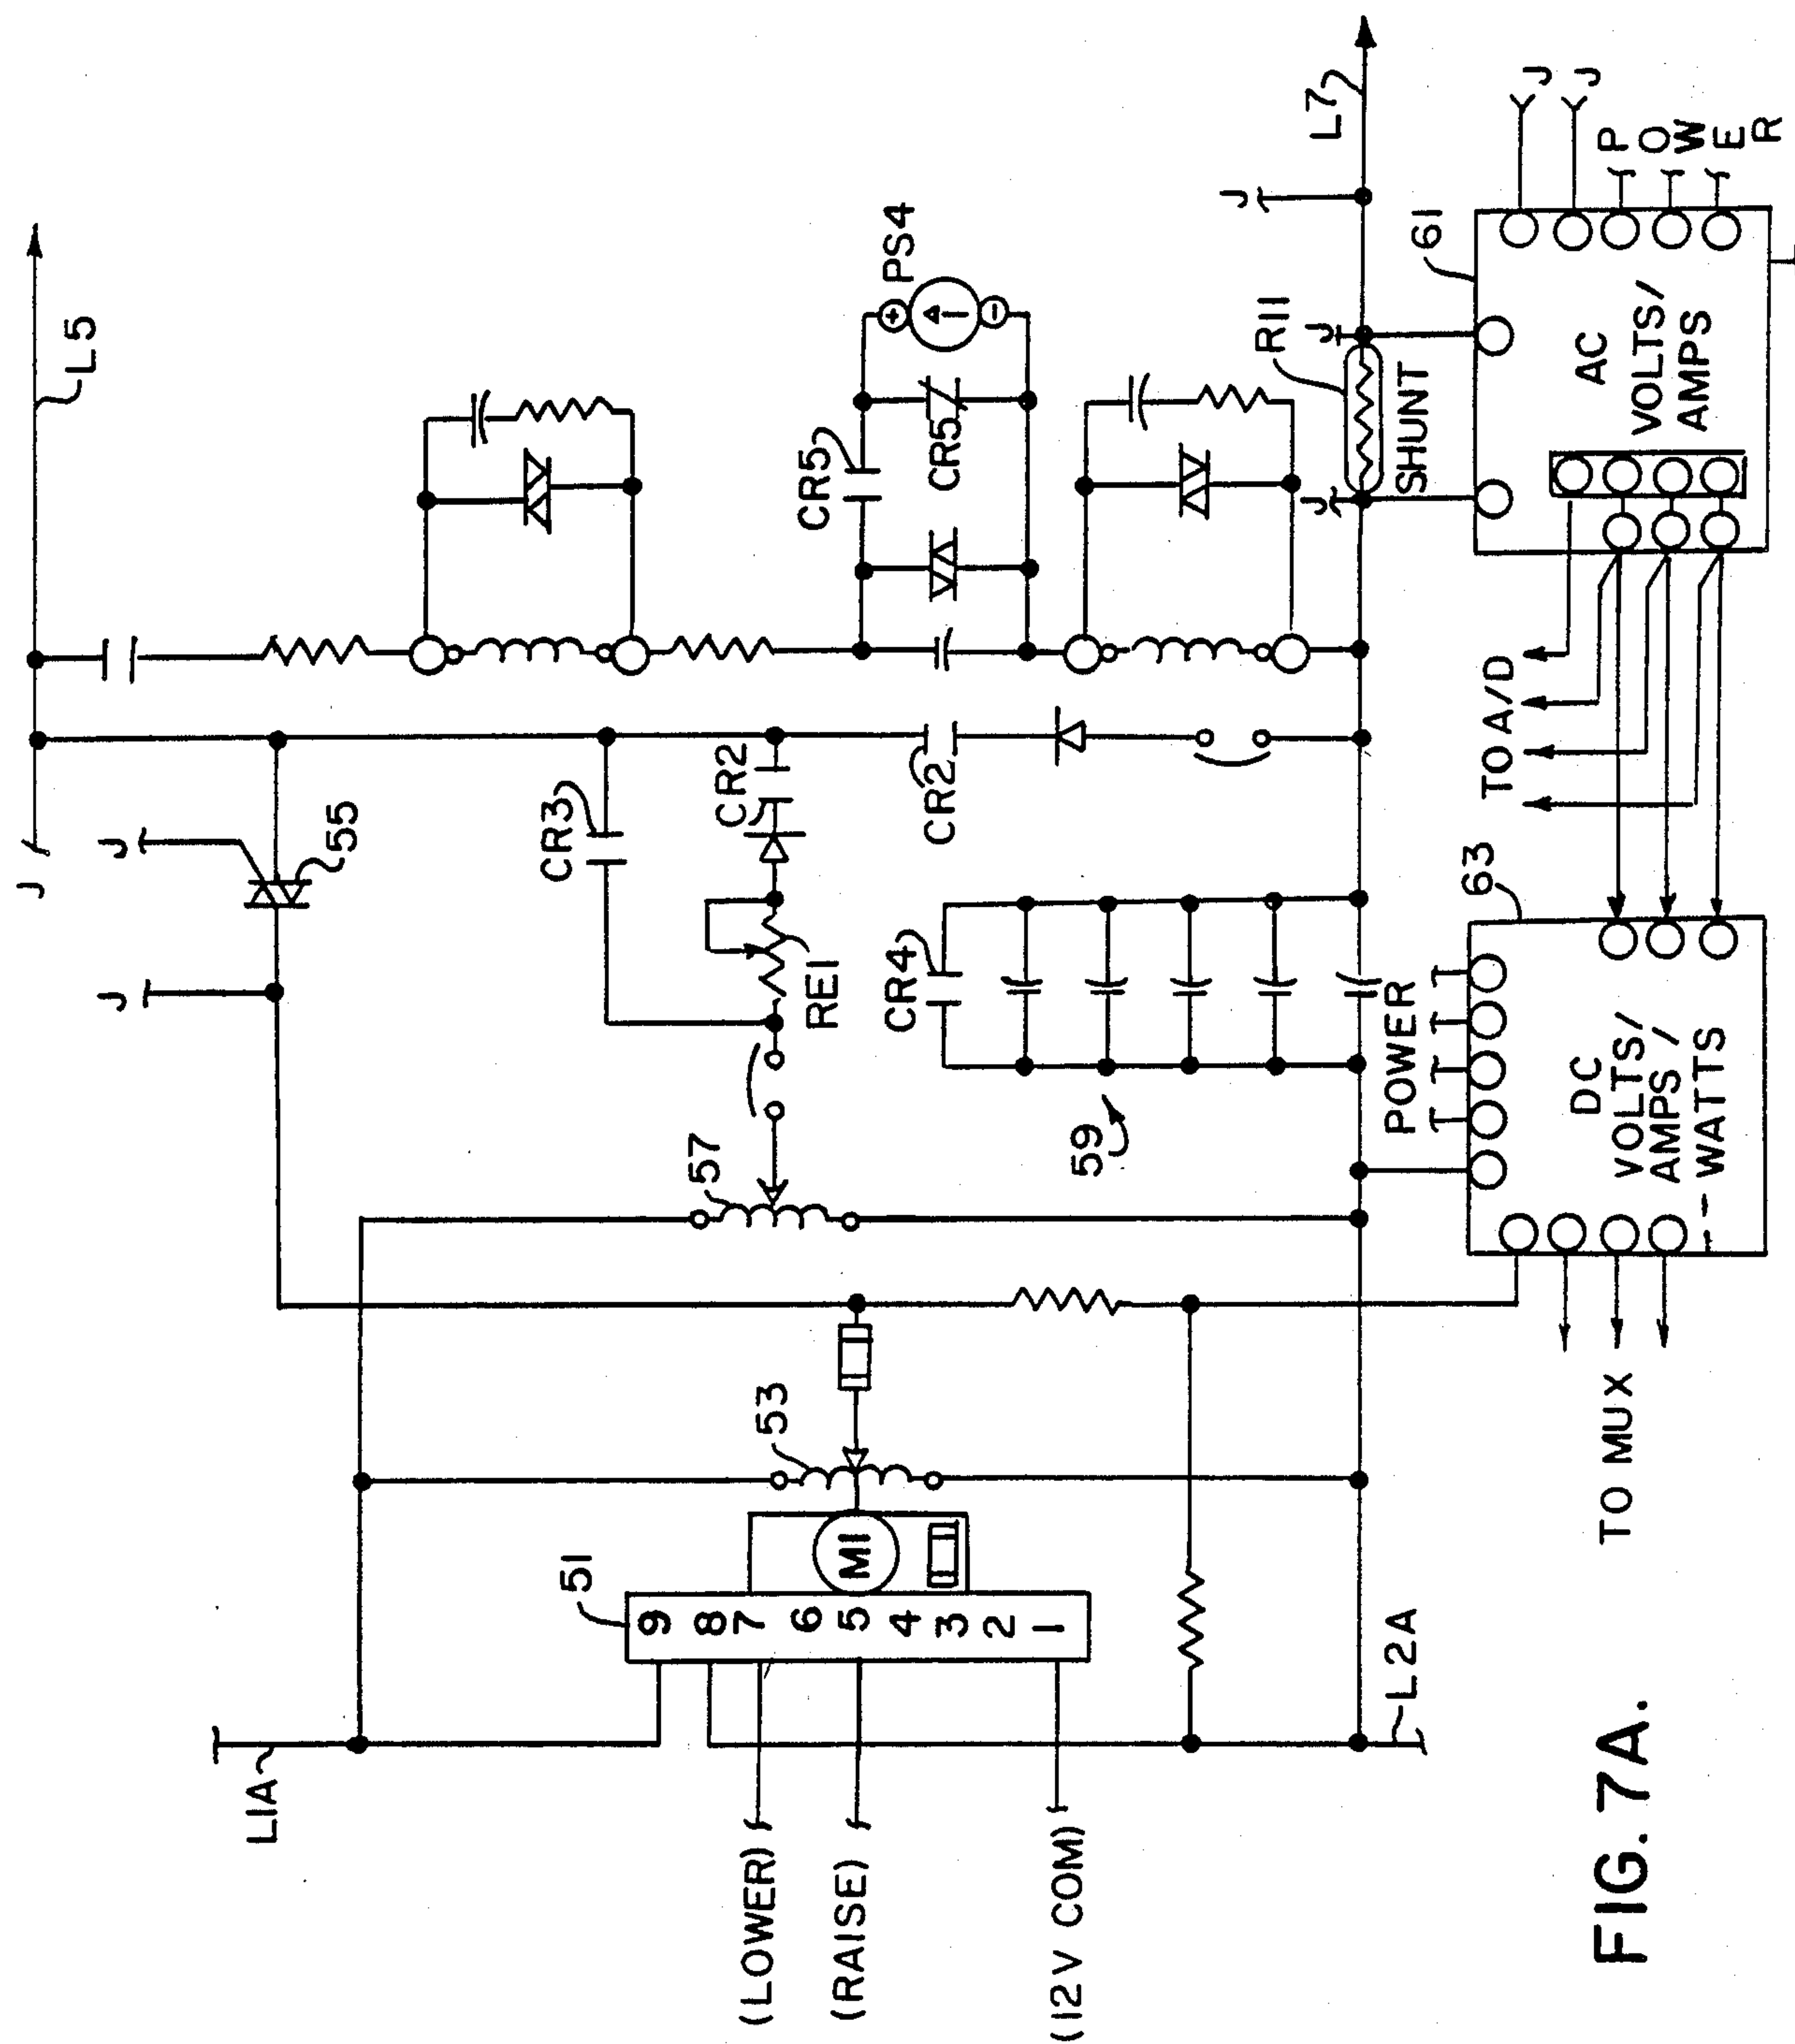 L5
J
J
55
J
CR3
CR2
RE1
CR2
CR5
CR5
PS4
57
CR4
59
53
51
9
8
7
6
5
4
3
2
1
M1
L1A
(LOWER)
(RAISE)
(12V COM)
L2A
R11
SHUNT
J
J
J
L7
61
AC
VOLTS/
AMPS
J
J
POWER
TO A/D
63
POWER
DC
VOLTS/
AMPS/
WATTS
TO MUX
FIG. 7A.